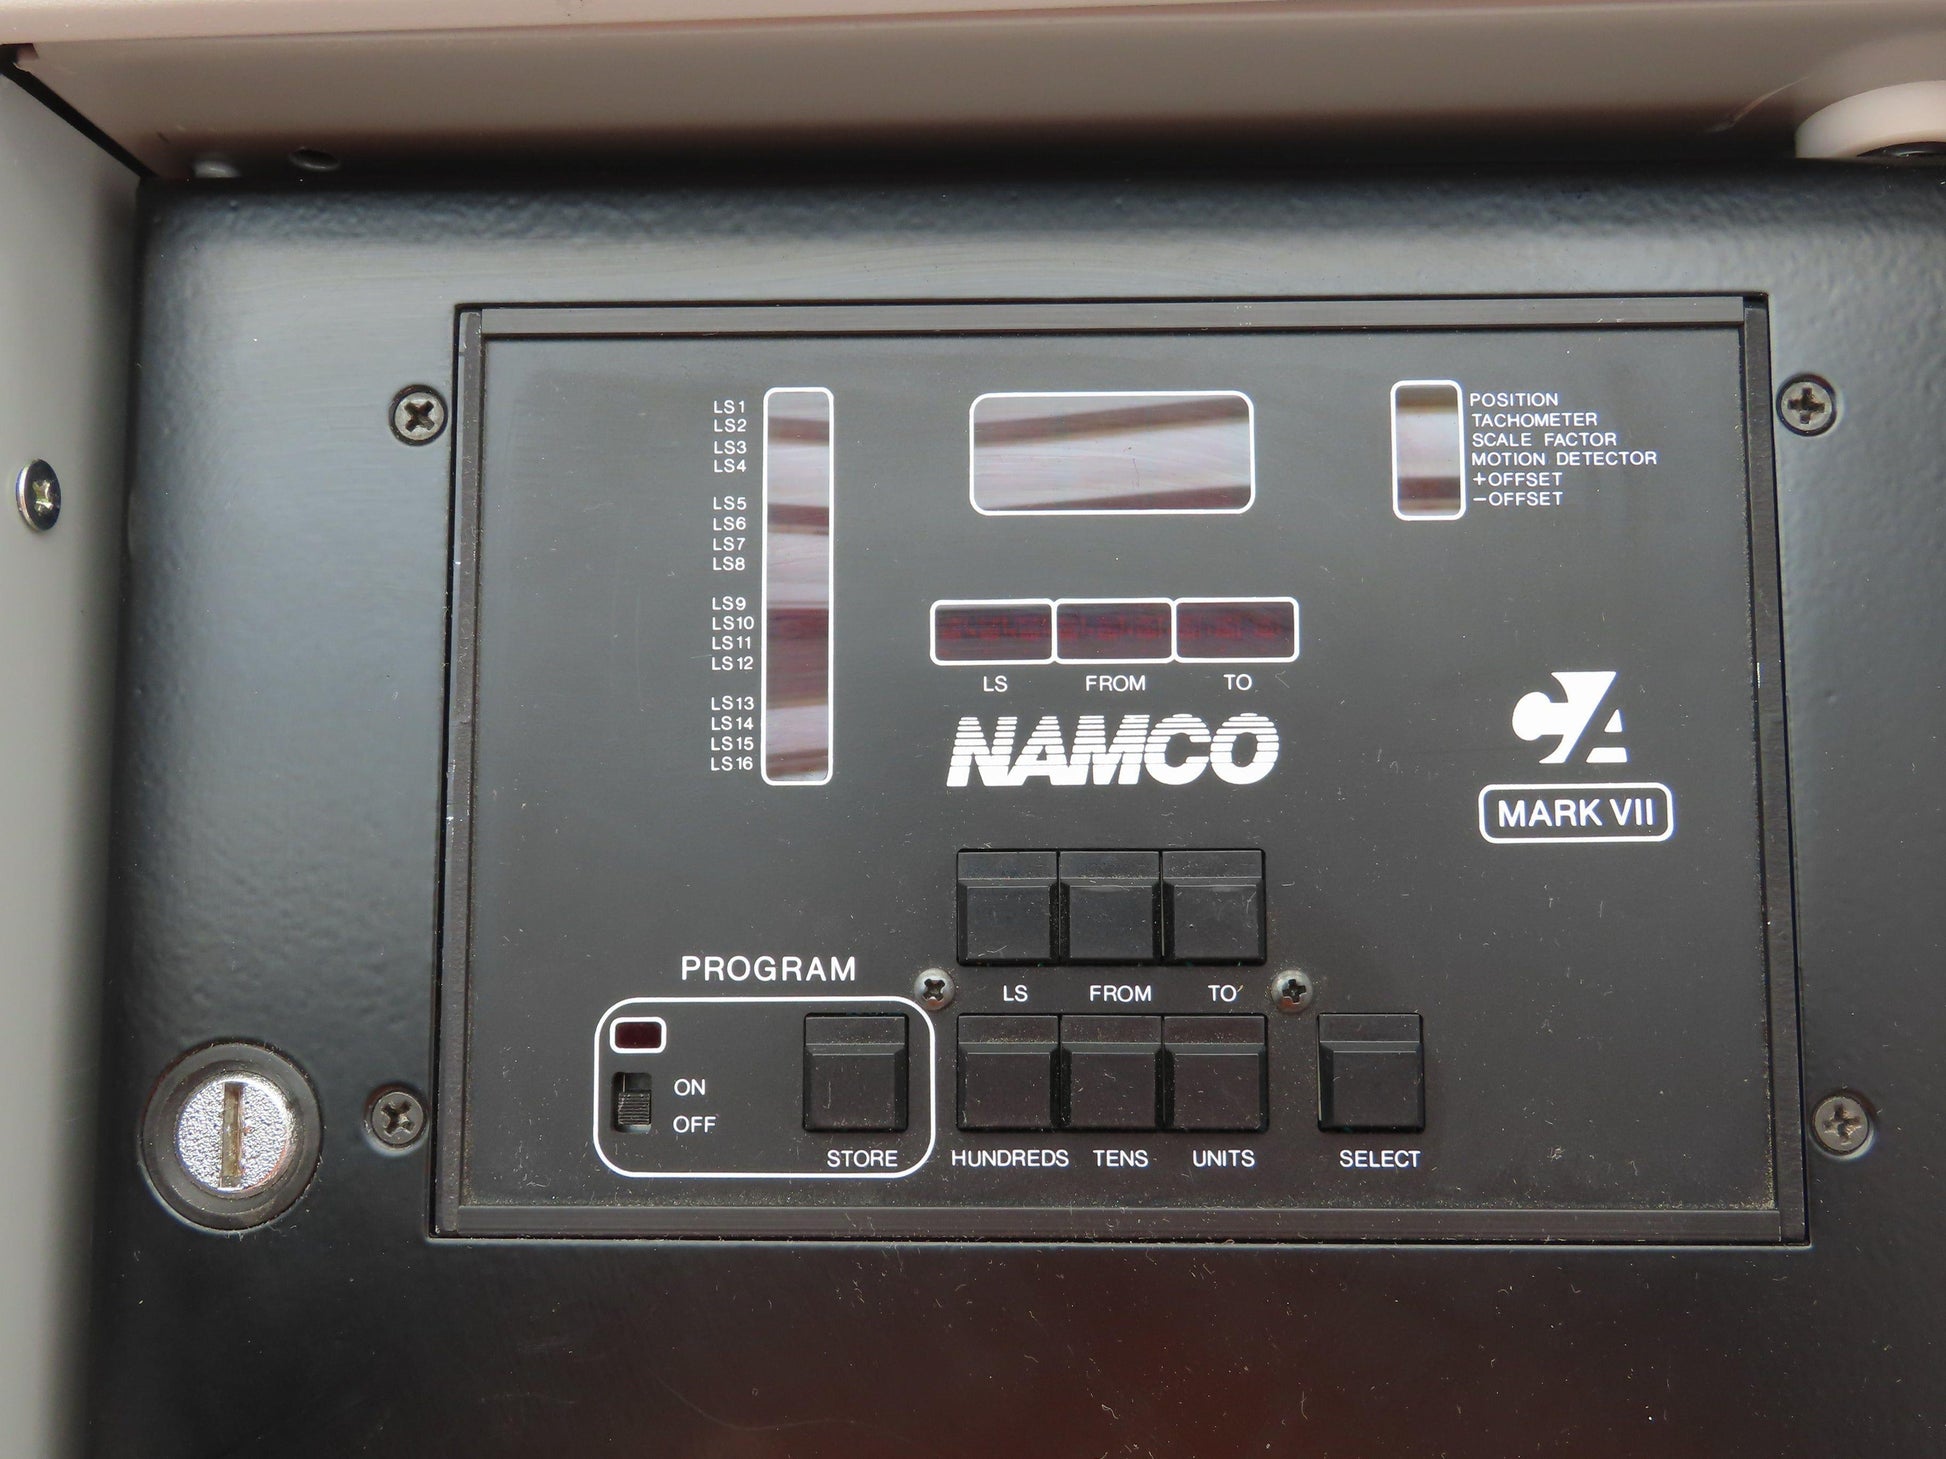 LS1
LS2
LS3
LS4
LS5
LS6
LS7
LS8
LS9
LS10
LS11
LS12
LS13
LS14
LS15
LS16
POSITION
TACHOMETER
SCALE FACTOR
MOTION DETECTOR
+OFFSET
−OFFSET
LS FROM TO
NAMCO
C/A
MARK VII
PROGRAM
LS FROM TO
ON
OFF
STORE HUNDREDS TENS UNITS SELECT